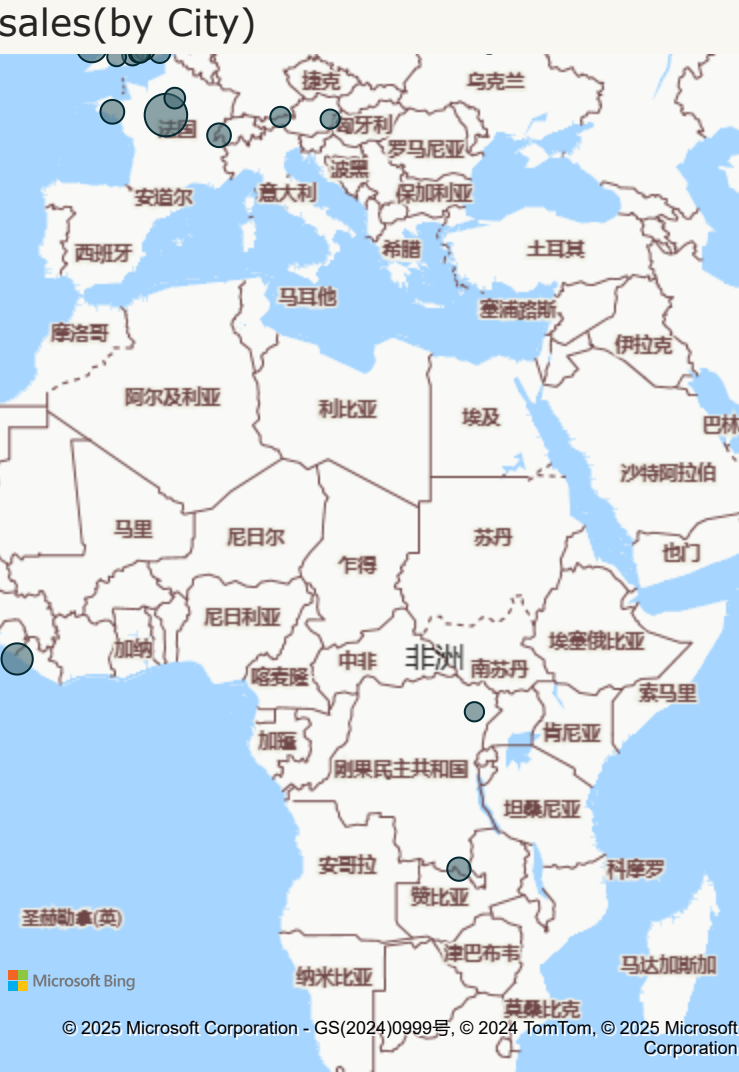 sales(by City)
捷克
乌克兰
法国
匈牙利
罗马尼亚
波黑
安道尔
意大利
保加利亚
西班牙
希腊
土耳其
马耳他
塞浦路斯
摩洛哥
伊拉克
阿尔及利亚
利比亚
埃及
巴林
沙特阿拉伯
马里
尼日尔
苏丹
也门
乍得
尼日利亚
加纳
埃塞俄比亚
中非
非洲
南苏丹
喀麦隆
索马里
加蓬
肯尼亚
刚果民主共和国
坦桑尼亚
安哥拉
科摩罗
赞比亚
圣赫勒拿(英)
津巴布韦
马达加斯加
纳米比亚
Microsoft Bing
莫桑比克
© 2025 Microsoft Corporation - GS(2024)0999号, © 2024 TomTom, © 2025 Microsoft
Corporation